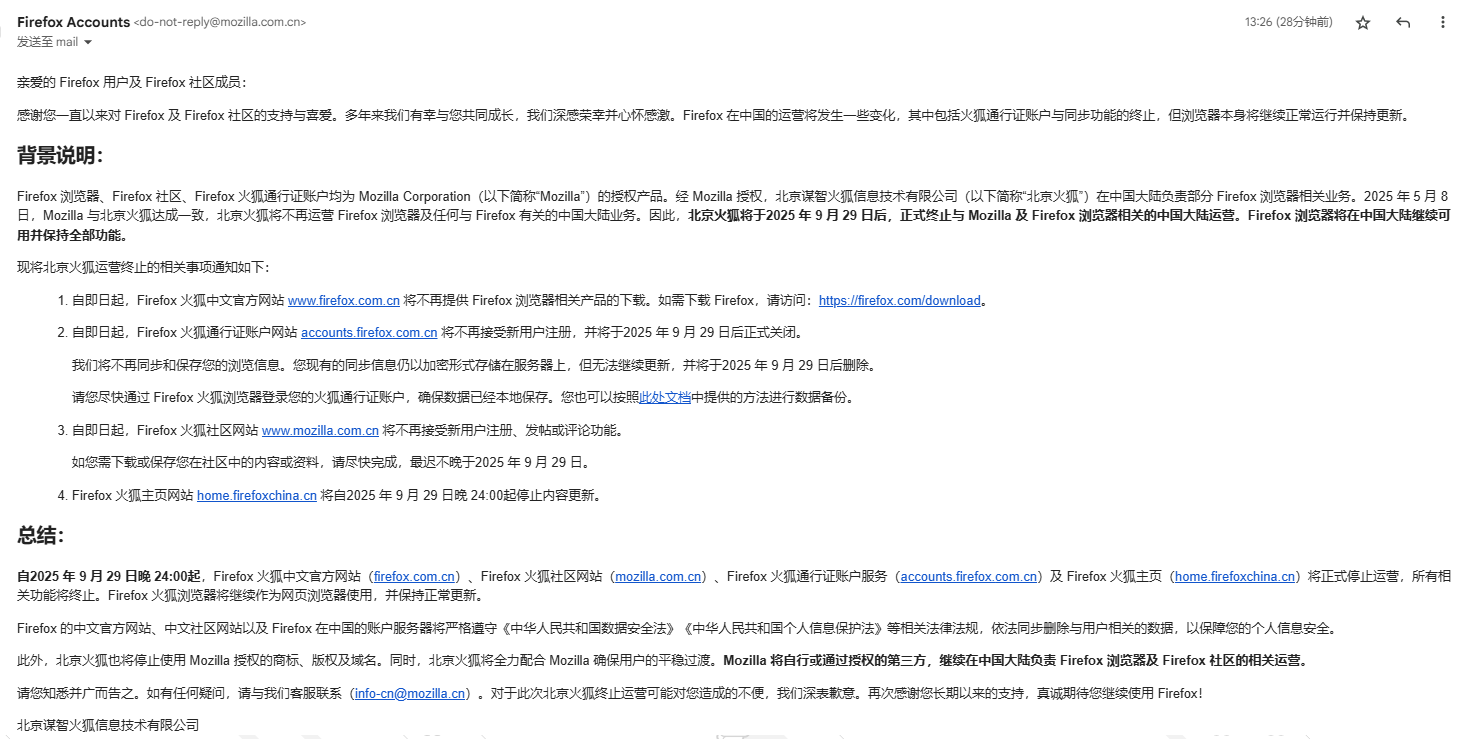 Firefox Accounts <do-not-reply@mozilla.com.cn>
13:26 (28分钟前)
发送至 mail
亲爱的 Firefox 用户及 Firefox 社区成员：
感谢您一直以来对 Firefox 及 Firefox 社区的支持与喜爱。多年来我们有幸与您共同成长，我们深感荣幸并心怀感激。Firefox 在中国的运营将发生一些变化，其中包括火狐通行证账户与同步功能的终止，但浏览器本身将继续正常运行并保持更新。
背景说明：
Firefox 浏览器、Firefox 社区、Firefox 火狐通行证账户均为 Mozilla Corporation（以下简称“Mozilla”）的授权产品。经 Mozilla 授权，北京谋智火狐信息技术有限公司（以下简称“北京火狐”）在中国大陆负责部分 Firefox 浏览器相关业务。2025 年 5 月 8
日，Mozilla 与北京火狐达成一致，北京火狐将不再运营 Firefox 浏览器及任何与 Firefox 有关的中国大陆业务。因此，北京火狐将于2025 年 9 月 29 日后，正式终止与 Mozilla 及 Firefox 浏览器相关的中国大陆运营。Firefox 浏览器将在中国大陆继续可
用并保持全部功能。
现将北京火狐运营终止的相关事项通知如下：
1. 自即日起，Firefox 火狐中文官方网站 www.firefox.com.cn 将不再提供 Firefox 浏览器相关产品的下载。如需下载 Firefox，请访问：https://firefox.com/download。
2. 自即日起，Firefox 火狐通行证账户网站 accounts.firefox.com.cn 将不再接受新用户注册，并将于2025 年 9 月 29 日后正式关闭。
我们将不再同步和保存您的浏览信息。您现有的同步信息仍以加密形式存储在服务器上，但无法继续更新，并将于2025 年 9 月 29 日后删除。
请您尽快通过 Firefox 火狐浏览器登录您的火狐通行证账户，确保数据已经本地保存。您也可以按照此处文档中提供的方法进行数据备份。
3. 自即日起，Firefox 火狐社区网站 www.mozilla.com.cn 将不再接受新用户注册、发帖或评论功能。
如您需下载或保存您在社区中的内容或资料，请尽快完成，最迟不晚于2025 年 9 月 29 日。
4. Firefox 火狐主页网站 home.firefoxchina.cn 将自2025 年 9 月 29 日晚 24:00起停止内容更新。
总结：
自2025 年 9 月 29 日晚 24:00起，Firefox 火狐中文官方网站（firefox.com.cn）、Firefox 火狐社区网站（mozilla.com.cn）、Firefox 火狐通行证账户服务（accounts.firefox.com.cn）及 Firefox 火狐主页（home.firefoxchina.cn）将正式停止运营，所有相
关功能将终止。Firefox 火狐浏览器将继续作为网页浏览器使用，并保持正常更新。
Firefox 的中文官方网站、中文社区网站以及 Firefox 在中国的账户服务器将严格遵守《中华人民共和国数据安全法》《中华人民共和国个人信息保护法》等相关法律法规，依法同步删除与用户相关的数据，以保障您的个人信息安全。
此外，北京火狐也将停止使用 Mozilla 授权的商标、版权及域名。同时，北京火狐将全力配合 Mozilla 确保用户的平稳过渡。Mozilla 将自行或通过授权的第三方，继续在中国大陆负责 Firefox 浏览器及 Firefox 社区的相关运营。
请您知悉并广而告之。如有任何疑问，请与我们客服联系（info-cn@mozilla.cn）。对于此次北京火狐终止运营可能对您造成的不便，我们深表歉意。再次感谢您长期以来的支持，真诚期待您继续使用 Firefox！
北京谋智火狐信息技术有限公司